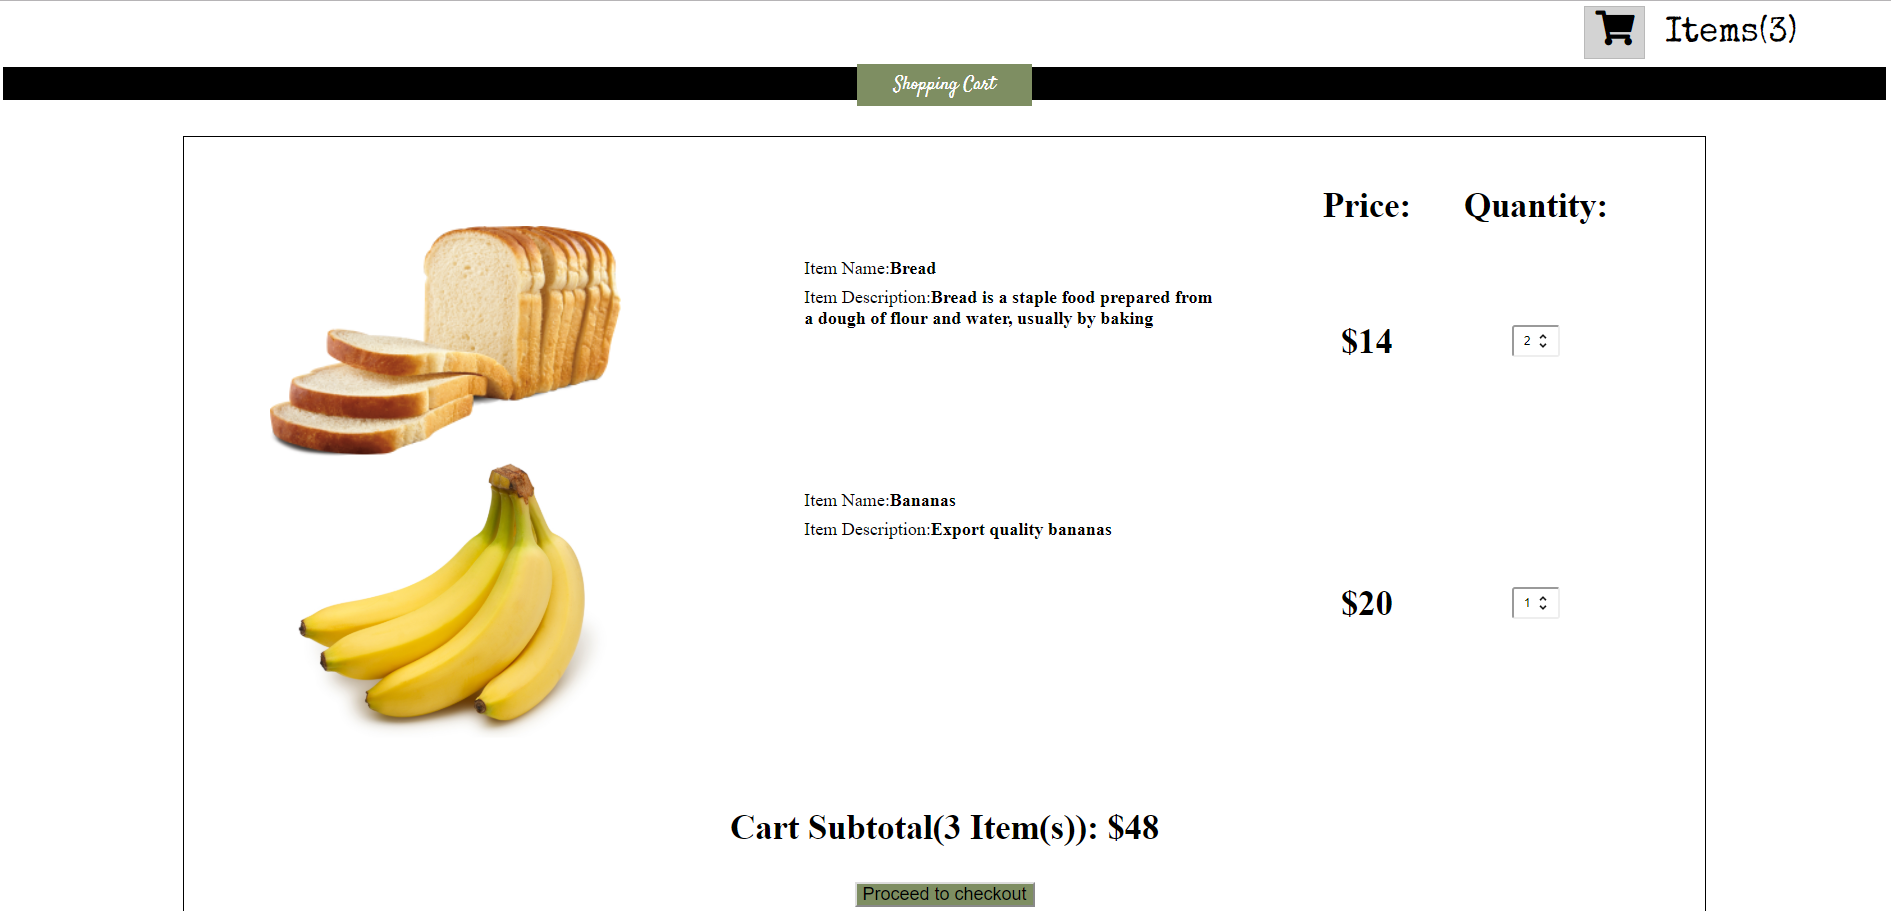 Items(3)
Shopping Cart
Price: Quantity:
Item Name:Bread
Item Description:Bread is a staple food prepared from
a dough of flour and water, usually by baking
$14 2
Item Name:Bananas
Item Description:Export quality bananas
$20 1
Cart Subtotal(3 Item(s)): $48
Proceed to checkout